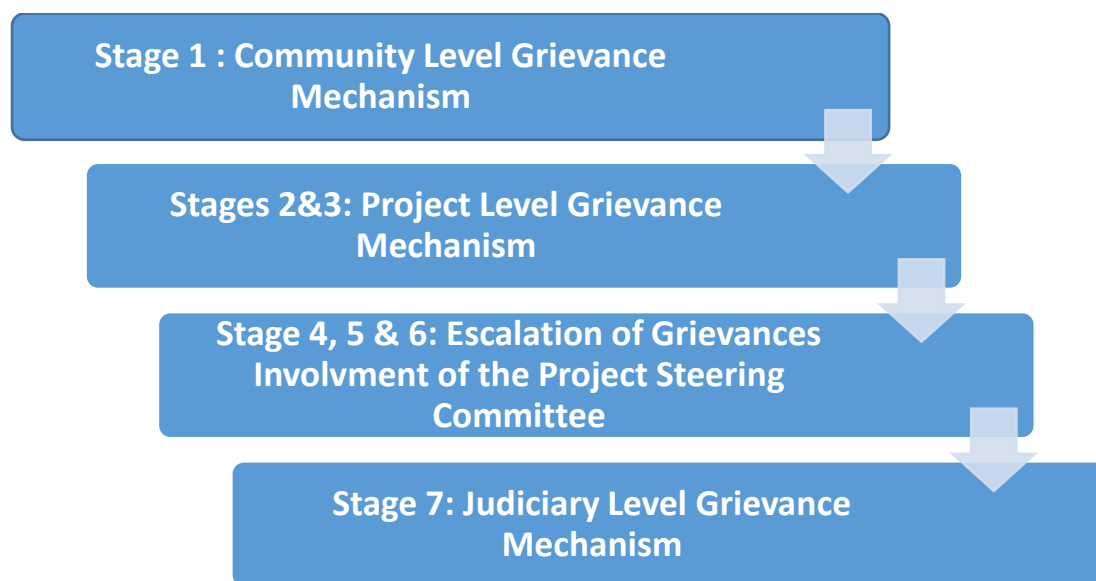 Stage 1 : Community Level Grievance
Mechanism
Stages 2&3: Project Level Grievance
Mechanism
Stage 4, 5 & 6: Escalation of Grievances
Involvment of the Project Steering
Committee
Stage 7: Judiciary Level Grievance
Mechanism